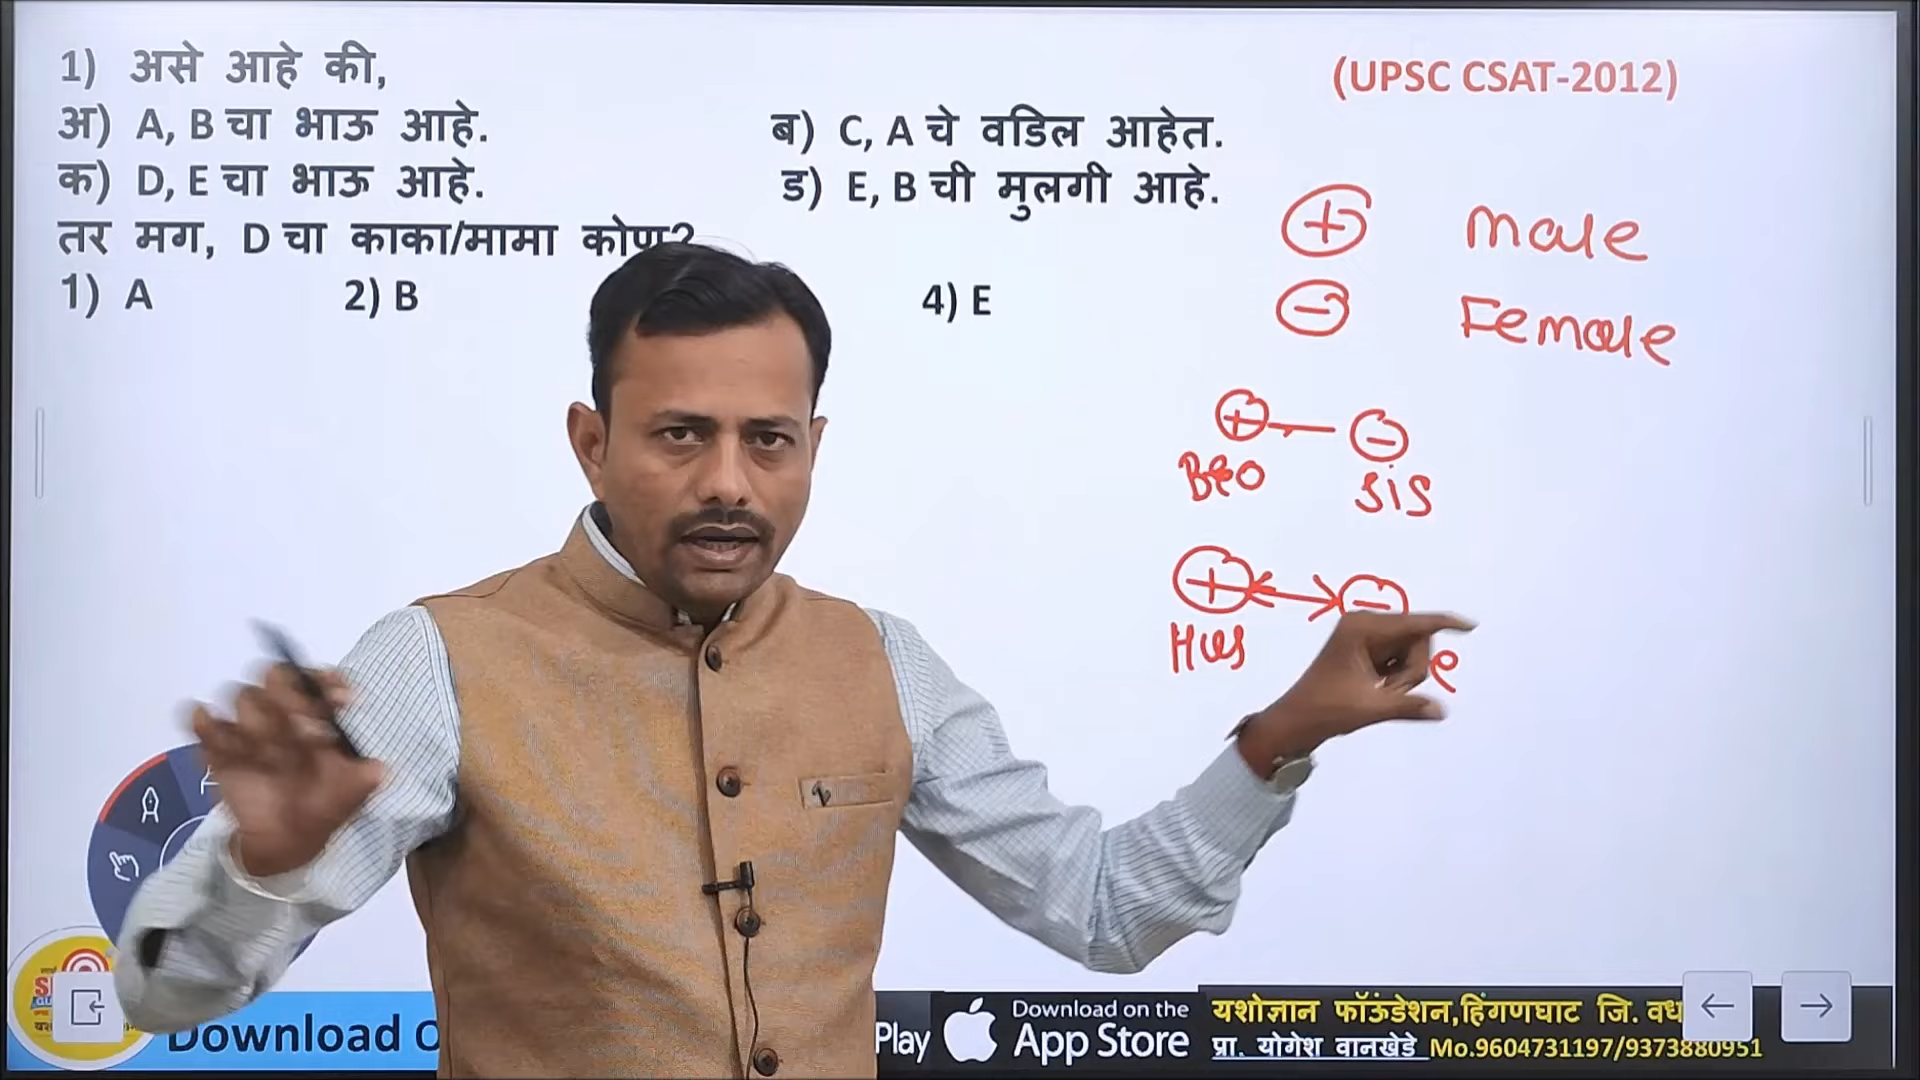 1) असे आहे की,
(UPSC CSAT-2012)
अ) A, B चा भाऊ आहे.
ब) C, A चे वडिल आहेत.
क) D, E चा भाऊ आहे.
ड) E, B ची मुलगी आहे.
तर मग, D चा काका/मामा कोण?
1) A 2) B 4) E
+ male
- Female
+ -
Bro sis
+ -
Hus
Download
Play
Download on the
App Store
यशोज्ञान फॉऊंडेशन,हिंगणघाट जि. वध
प्रा. योगेश वानखेडे Mo.9604731197/9373880951